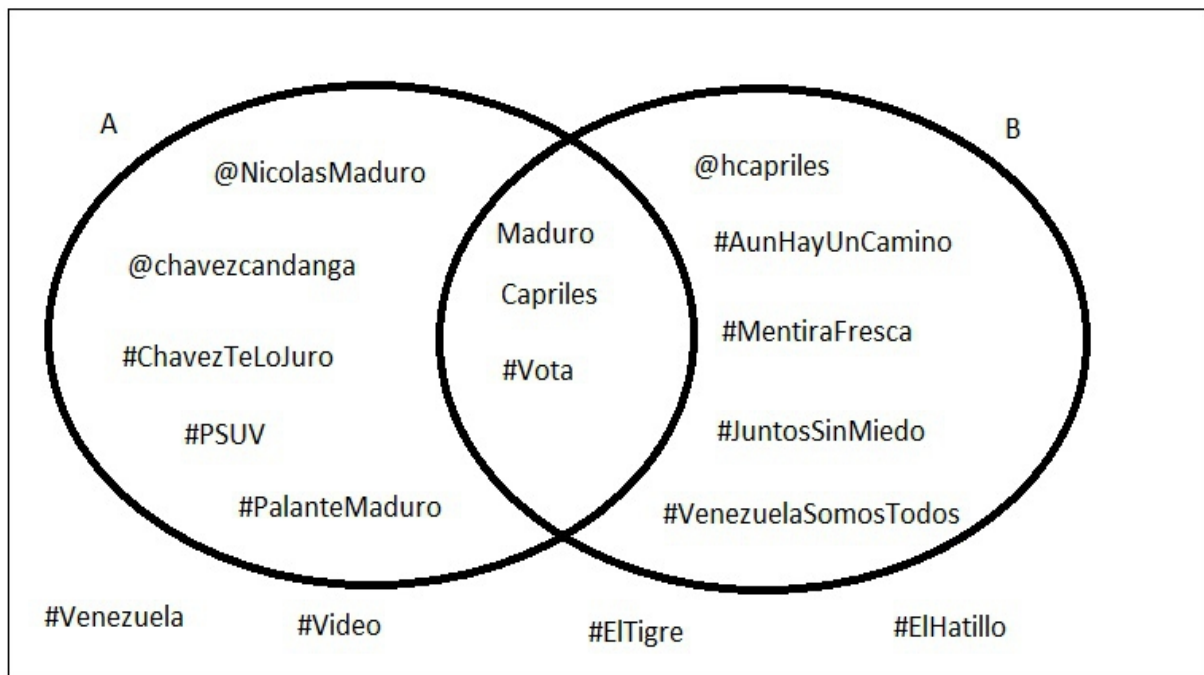 A
B
@NicolasMaduro
@hcapriles
Maduro
#AunHayUnCamino
@chavezcandanga
Capriles
#MentiraFresca
#ChavezTeLoJuro
#Vota
#PSUV
#JuntosSinMiedo
#PalanteMaduro
#VenezuelaSomosTodos
#Venezuela
#Video
#ElTigre
#ElHatillo